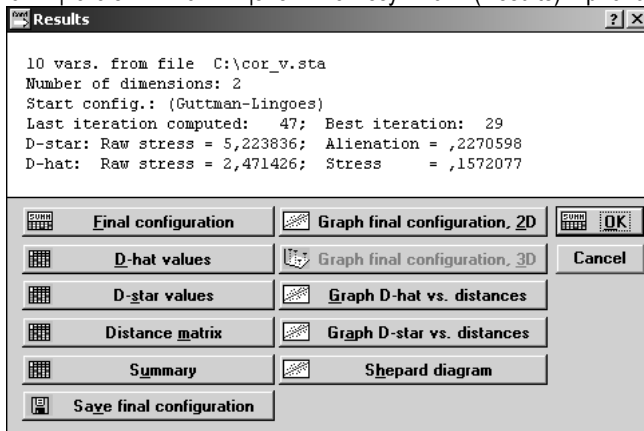 Results
10 vars. from file C:\cor_v.sta
Number of dimensions: 2
Start config.: (Guttman-Lingoes)
Last iteration computed: 47; Best iteration: 29
D-star: Raw stress = 5,223836; Alienation = ,2270598
D-hat: Raw stress = 2,471426; Stress = ,1572077
Final configuration
Graph final configuration, 2D
OK
D-hat values
Graph final configuration, 3D
Cancel
D-star values
Graph D-hat vs. distances
Distance matrix
Graph D-star vs. distances
Summary
Shepard diagram
Save final configuration